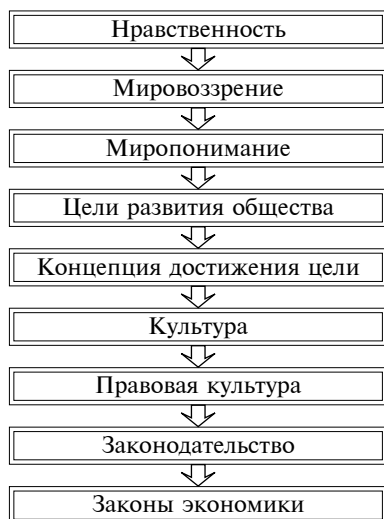 Нравственность
Мировоззрение
Миропонимание
Цели развития общества
Концепция достижения цели
Культура
Правовая культура
Законодательство
Законы экономики